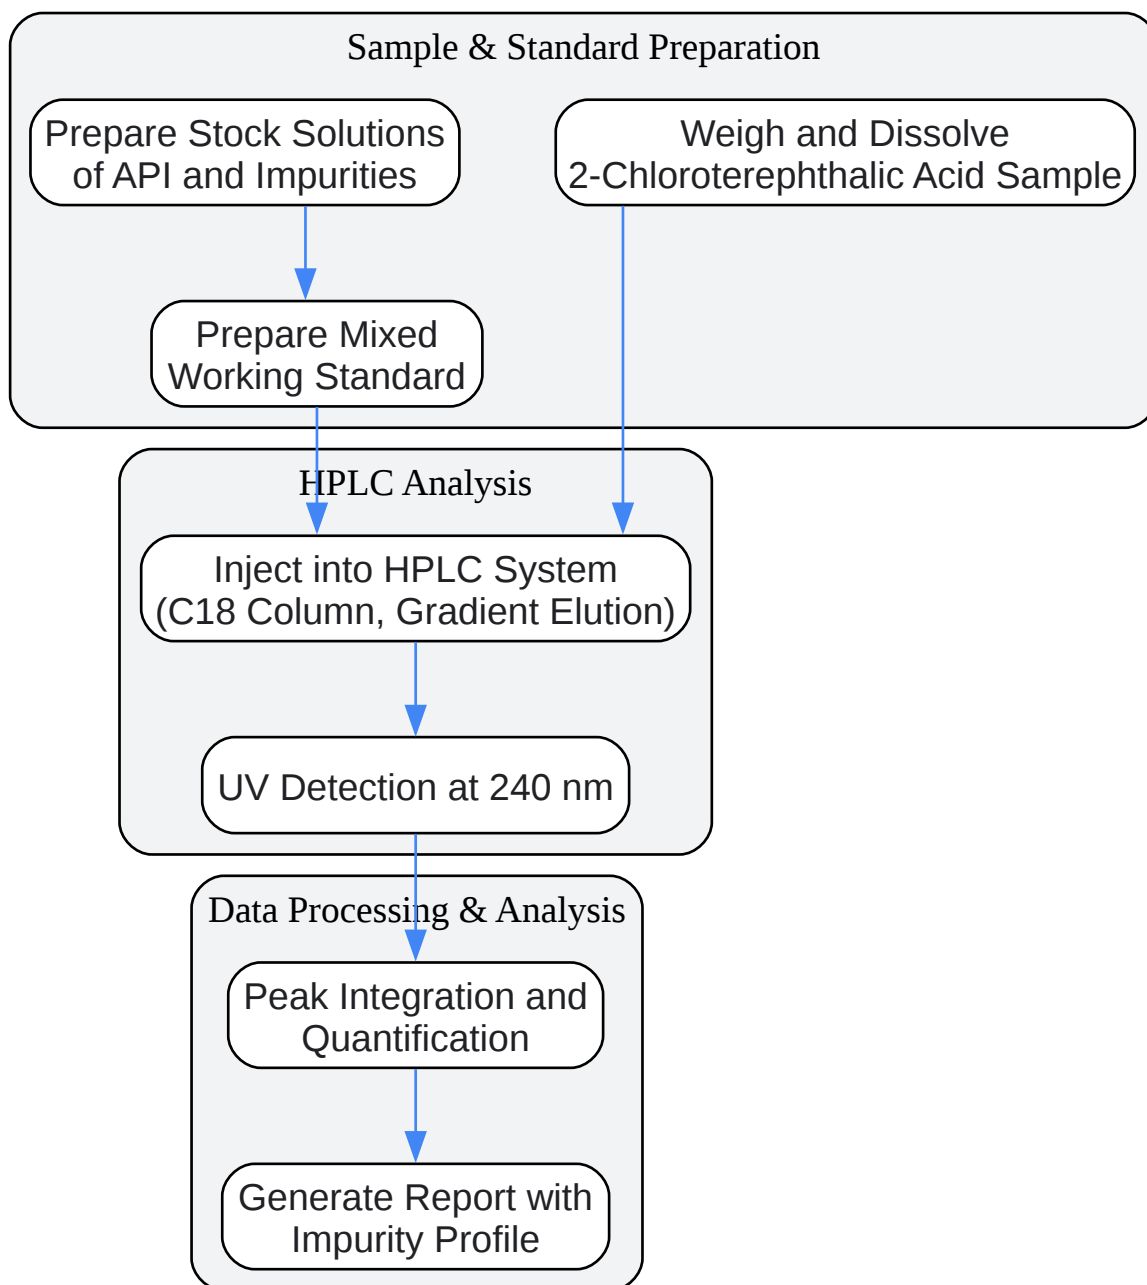 Sample & Standard Preparation
Prepare Stock Solutions
of API and Impurities
Weigh and Dissolve
2-Chloroterephthalic Acid Sample
Prepare Mixed
Working Standard
HPLC Analysis
Inject into HPLC System
(C18 Column, Gradient Elution)
UV Detection at 240 nm
Data Processing & Analysis
Peak Integration and
Quantification
Generate Report with
Impurity Profile